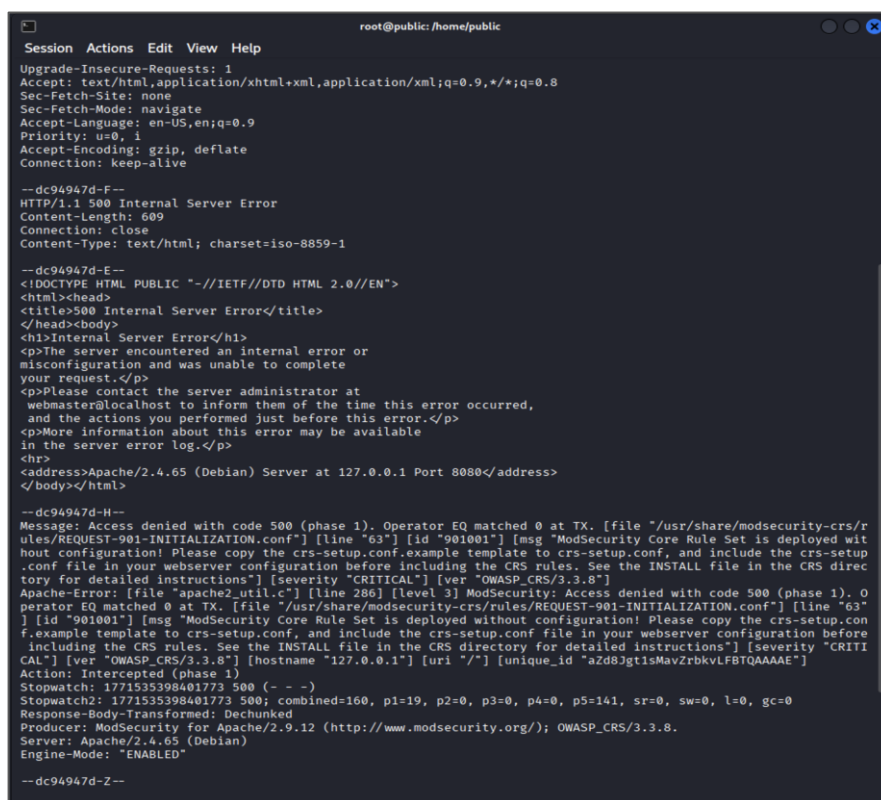 root@public: /home/public
Session Actions Edit View Help
Upgrade-Insecure-Requests: 1
Accept: text/html,application/xhtml+xml,application/xml;q=0.9,*/*;q=0.8
Sec-Fetch-Site: none
Sec-Fetch-Mode: navigate
Accept-Language: en-US,en;q=0.9
Priority: u=0, i
Accept-Encoding: gzip, deflate
Connection: keep-alive
--dc94947d-F--
HTTP/1.1 500 Internal Server Error
Content-Length: 609
Connection: close
Content-Type: text/html; charset=iso-8859-1
--dc94947d-E--
<!DOCTYPE HTML PUBLIC "-//IETF//DTD HTML 2.0//EN">
<html><head>
<title>500 Internal Server Error</title>
</head><body>
<h1>Internal Server Error</h1>
<p>The server encountered an internal error or
misconfiguration and was unable to complete
your request.</p>
<p>Please contact the server administrator at
webmaster@localhost to inform them of the time this error occurred,
and the actions you performed just before this error.</p>
<p>More information about this error may be available
in the server error log.</p>
<hr>
<address>Apache/2.4.65 (Debian) Server at 127.0.0.1 Port 8080</address>
</body></html>
--dc94947d-H--
Message: Access denied with code 500 (phase 1). Operator EQ matched 0 at TX. [file "/usr/share/modsecurity-crs/r
ules/REQUEST-901-INITIALIZATION.conf"] [line "63"] [id "901001"] [msg "ModSecurity Core Rule Set is deployed wit
hout configuration! Please copy the crs-setup.conf.example template to crs-setup.conf, and include the crs-setup
.conf file in your webserver configuration before including the CRS rules. See the INSTALL file in the CRS direc
tory for detailed instructions"] [severity "CRITICAL"] [ver "OWASP_CRS/3.3.8"]
Apache-Error: [file "apache2_util.c"] [line 286] [level 3] ModSecurity: Access denied with code 500 (phase 1). O
perator EQ matched 0 at TX. [file "/usr/share/modsecurity-crs/rules/REQUEST-901-INITIALIZATION.conf"] [line "63"
] [id "901001"] [msg "ModSecurity Core Rule Set is deployed without configuration! Please copy the crs-setup.con
f.example template to crs-setup.conf, and include the crs-setup.conf file in your webserver configuration before
including the CRS rules. See the INSTALL file in the CRS directory for detailed instructions"] [severity "CRITI
CAL"] [ver "OWASP_CRS/3.3.8"] [hostname "127.0.0.1"] [uri "/"] [unique_id "aZd8Jgt1sMavZrbkvLFBTQAAAAE"]
Action: Intercepted (phase 1)
Stopwatch: 1771535398401773 500 (- - -)
Stopwatch2: 1771535398401773 500; combined=160, p1=19, p2=0, p3=0, p4=0, p5=141, sr=0, sw=0, l=0, gc=0
Response-Body-Transformed: Dechunked
Producer: ModSecurity for Apache/2.9.12 (http://www.modsecurity.org/); OWASP_CRS/3.3.8.
Server: Apache/2.4.65 (Debian)
Engine-Mode: "ENABLED"
--dc94947d-Z--